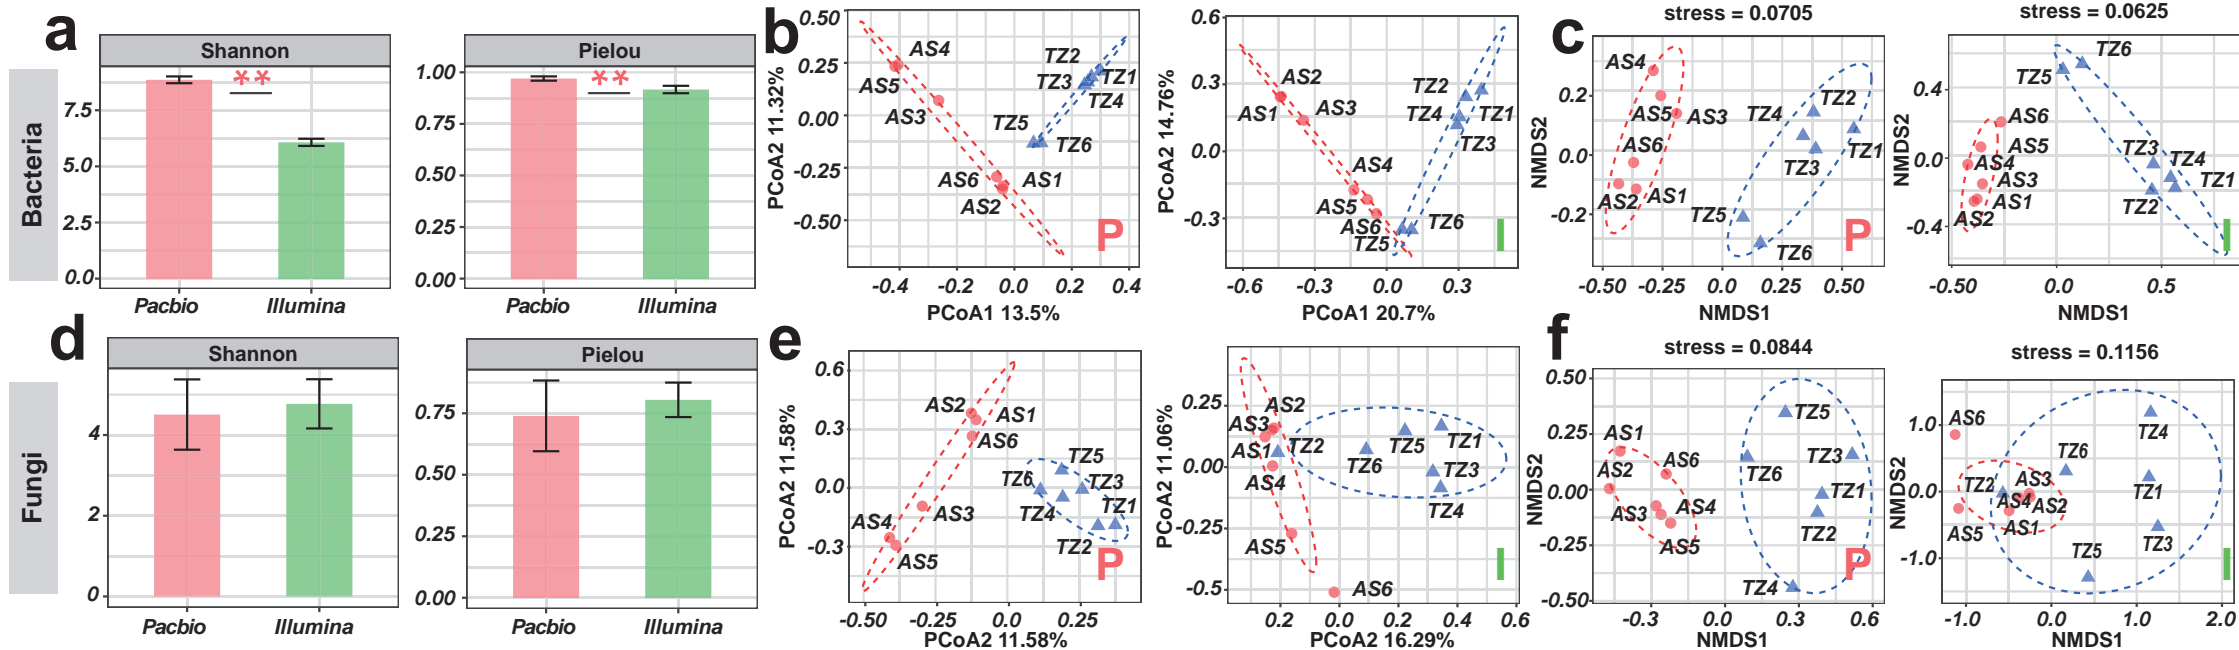 a
Bacteria
Shannon
7.5
5.0
2.5
0.0
Pacbio
Illumina
**
Pielou
1.00
0.75
0.50
0.25
0.00
Pacbio
Illumina
**
b
PCoA2 11.32%
0.50
0.25
0.00
-0.25
-0.50
AS4
AS5
AS3
AS6
AS1
AS2
TZ2
TZ3
TZ1
TZ4
TZ5
TZ6
P
-0.4
-0.2
0.0
0.2
0.4
PCoA1 13.5%
PCoA2 14.76%
0.6
0.3
0.0
-0.3
AS2
AS1
AS3
AS4
AS5
AS6
TZ5
TZ2
TZ4
TZ1
TZ3
TZ6
I
-0.6
-0.3
0.0
0.3
PCoA1 20.7%
c
stress = 0.0705
NMDS2
0.2
0.0
-0.2
AS4
AS5
AS3
AS6
AS2
AS1
TZ4
TZ2
TZ3
TZ1
TZ5
TZ6
P
-0.50
-0.25
0.0
0.25
0.50
NMDS1
stress = 0.0625
NMDS2
0.4
0.0
-0.4
TZ6
TZ5
AS6
AS5
AS4
AS3
AS1
AS2
TZ3
TZ4
TZ1
TZ2
I
-0.50
0.0
0.5
NMDS1
d
Fungi
Shannon
4
2
0
Pacbio
Illumina
Pielou
0.75
0.50
0.25
0.00
Pacbio
Illumina
e
PCoA2 11.58%
0.6
0.3
0.0
-0.3
AS2
AS1
AS6
AS3
AS4
AS5
TZ5
TZ6
TZ3
TZ4
TZ1
TZ2
P
-0.50
-0.25
0.0
0.25
PCoA2 11.58%
PCoA2 11.06%
0.25
0.00
-0.25
-0.5
AS2
AS3
AS1
TZ2
AS4
AS5
AS6
TZ5
TZ1
TZ6
TZ3
TZ4
I
0.2
0.0
0.2
0.4
0.6
PCoA2 16.29%
f
stress = 0.0844
NMDS2
0.50
0.25
0.00
-0.25
-0.50
AS1
AS2
AS6
AS3
AS4
AS5
TZ5
TZ6
TZ3
TZ1
TZ2
TZ4
P
-0.3
0.0
0.3
0.6
NMDS1
stress = 0.1156
NMDS2
1.0
0.0
-1.0
AS6
TZ4
TZ6
AS3
TZ2
AS4
AS2
TZ1
AS5
AS1
TZ5
TZ3
I
-1.0
0.0
1.0
2.0
NMDS1